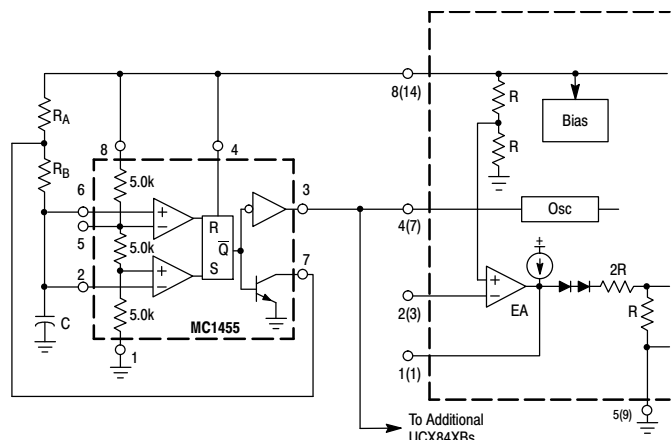 8(14)
R
Bias
R
RA
8
4
RB
6
5.0k
3
4(7)
Osc
5
R
Q
5.0k
7
S
2
2R
EA
R
2(3)
5.0k
C
MC1455
1
1(1)
5(9)
To Additional
UCX84XBs
+
−
+
−
+
−
±